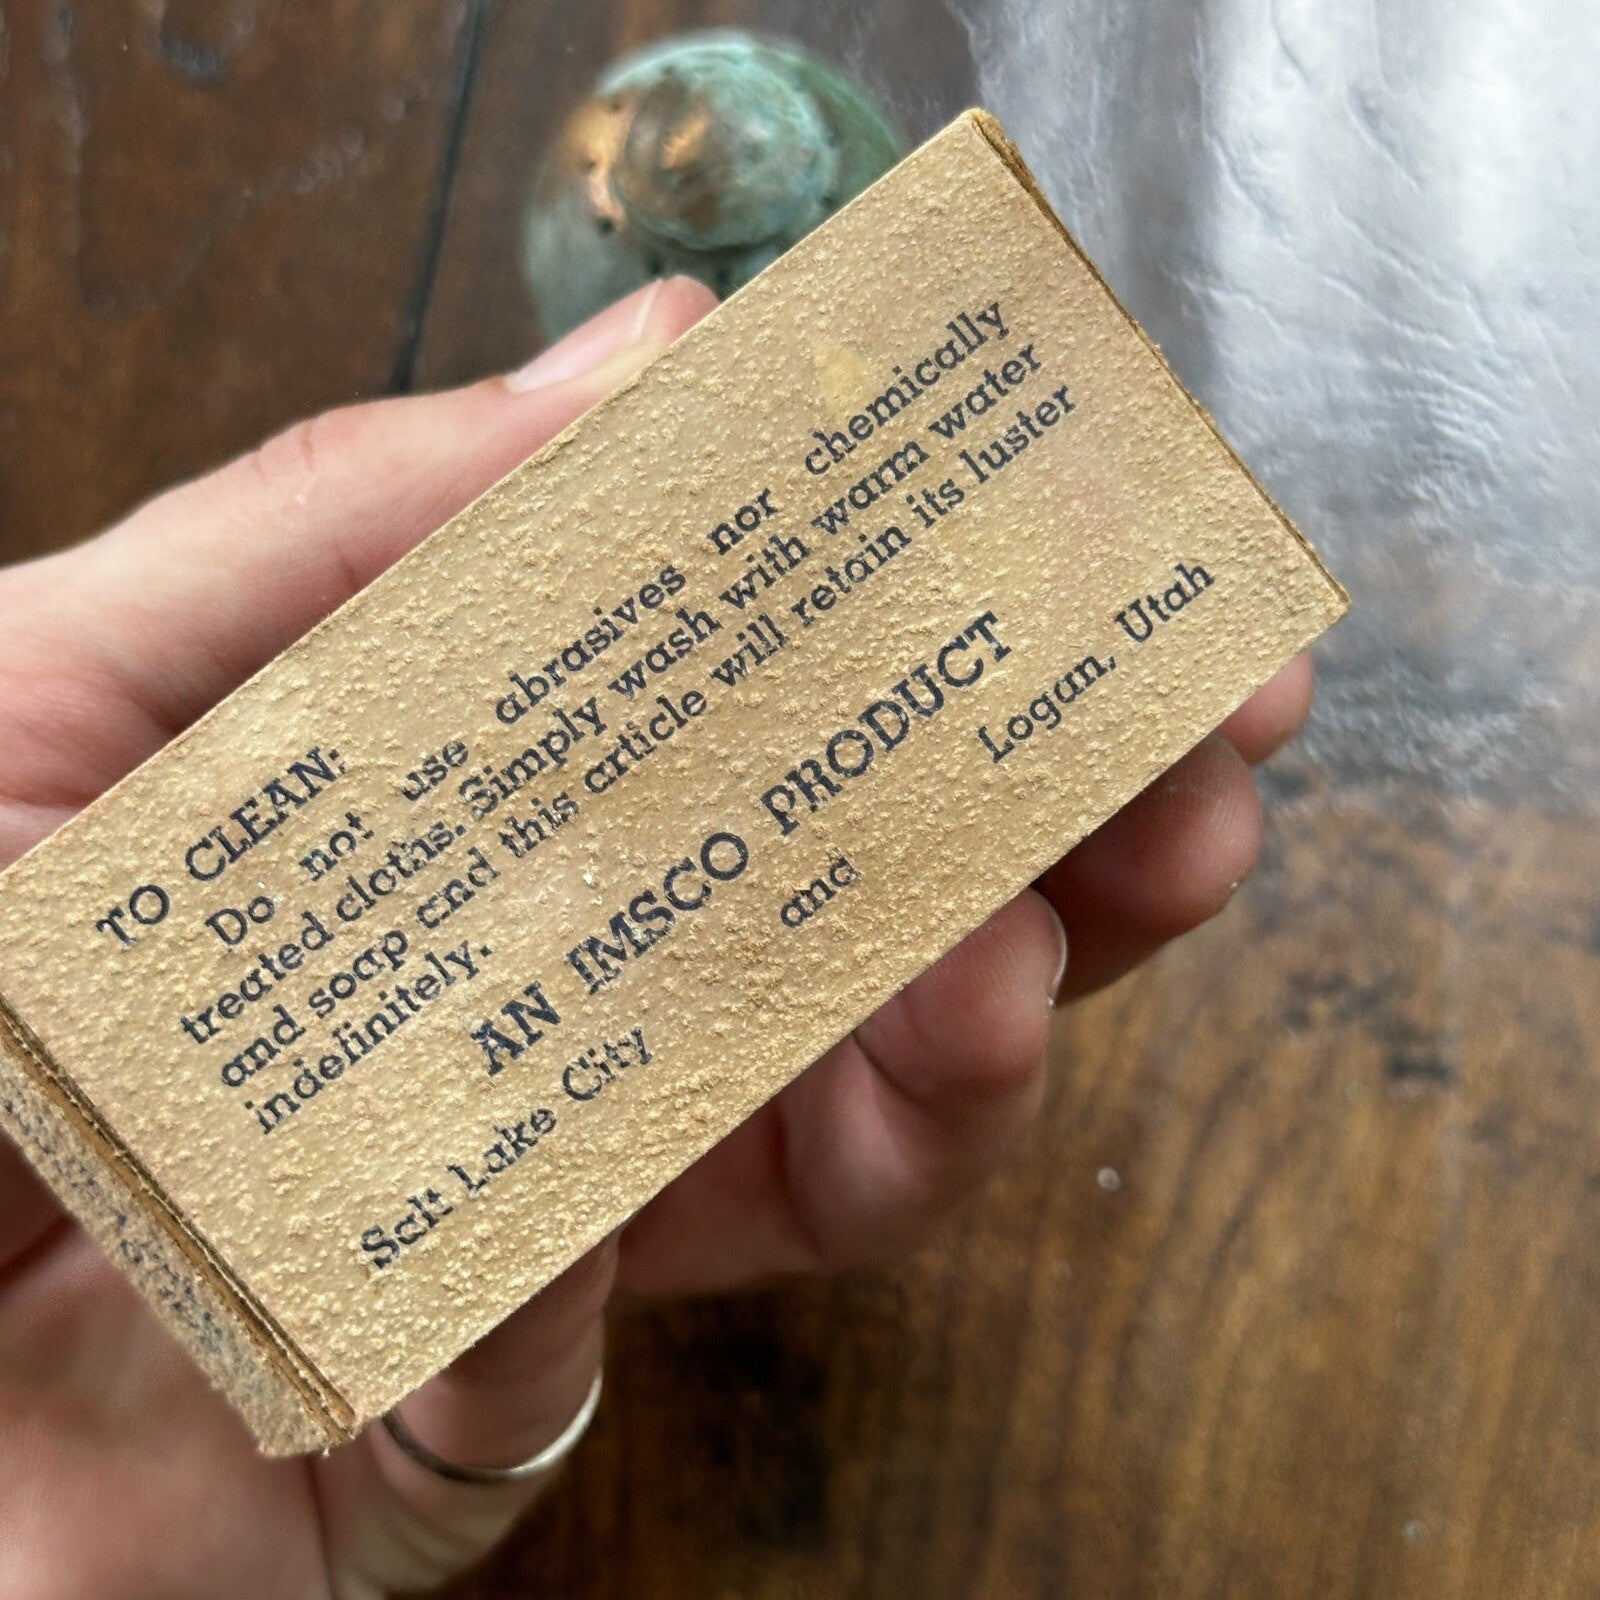 TO CLEAN:
Do not use abrasives nor chemically
treated cloths. Simply wash with warm water
and soap and this article will retain its luster
indefinitely.
AN IMSCO PRODUCT
Salt Lake City and Logan, Utah